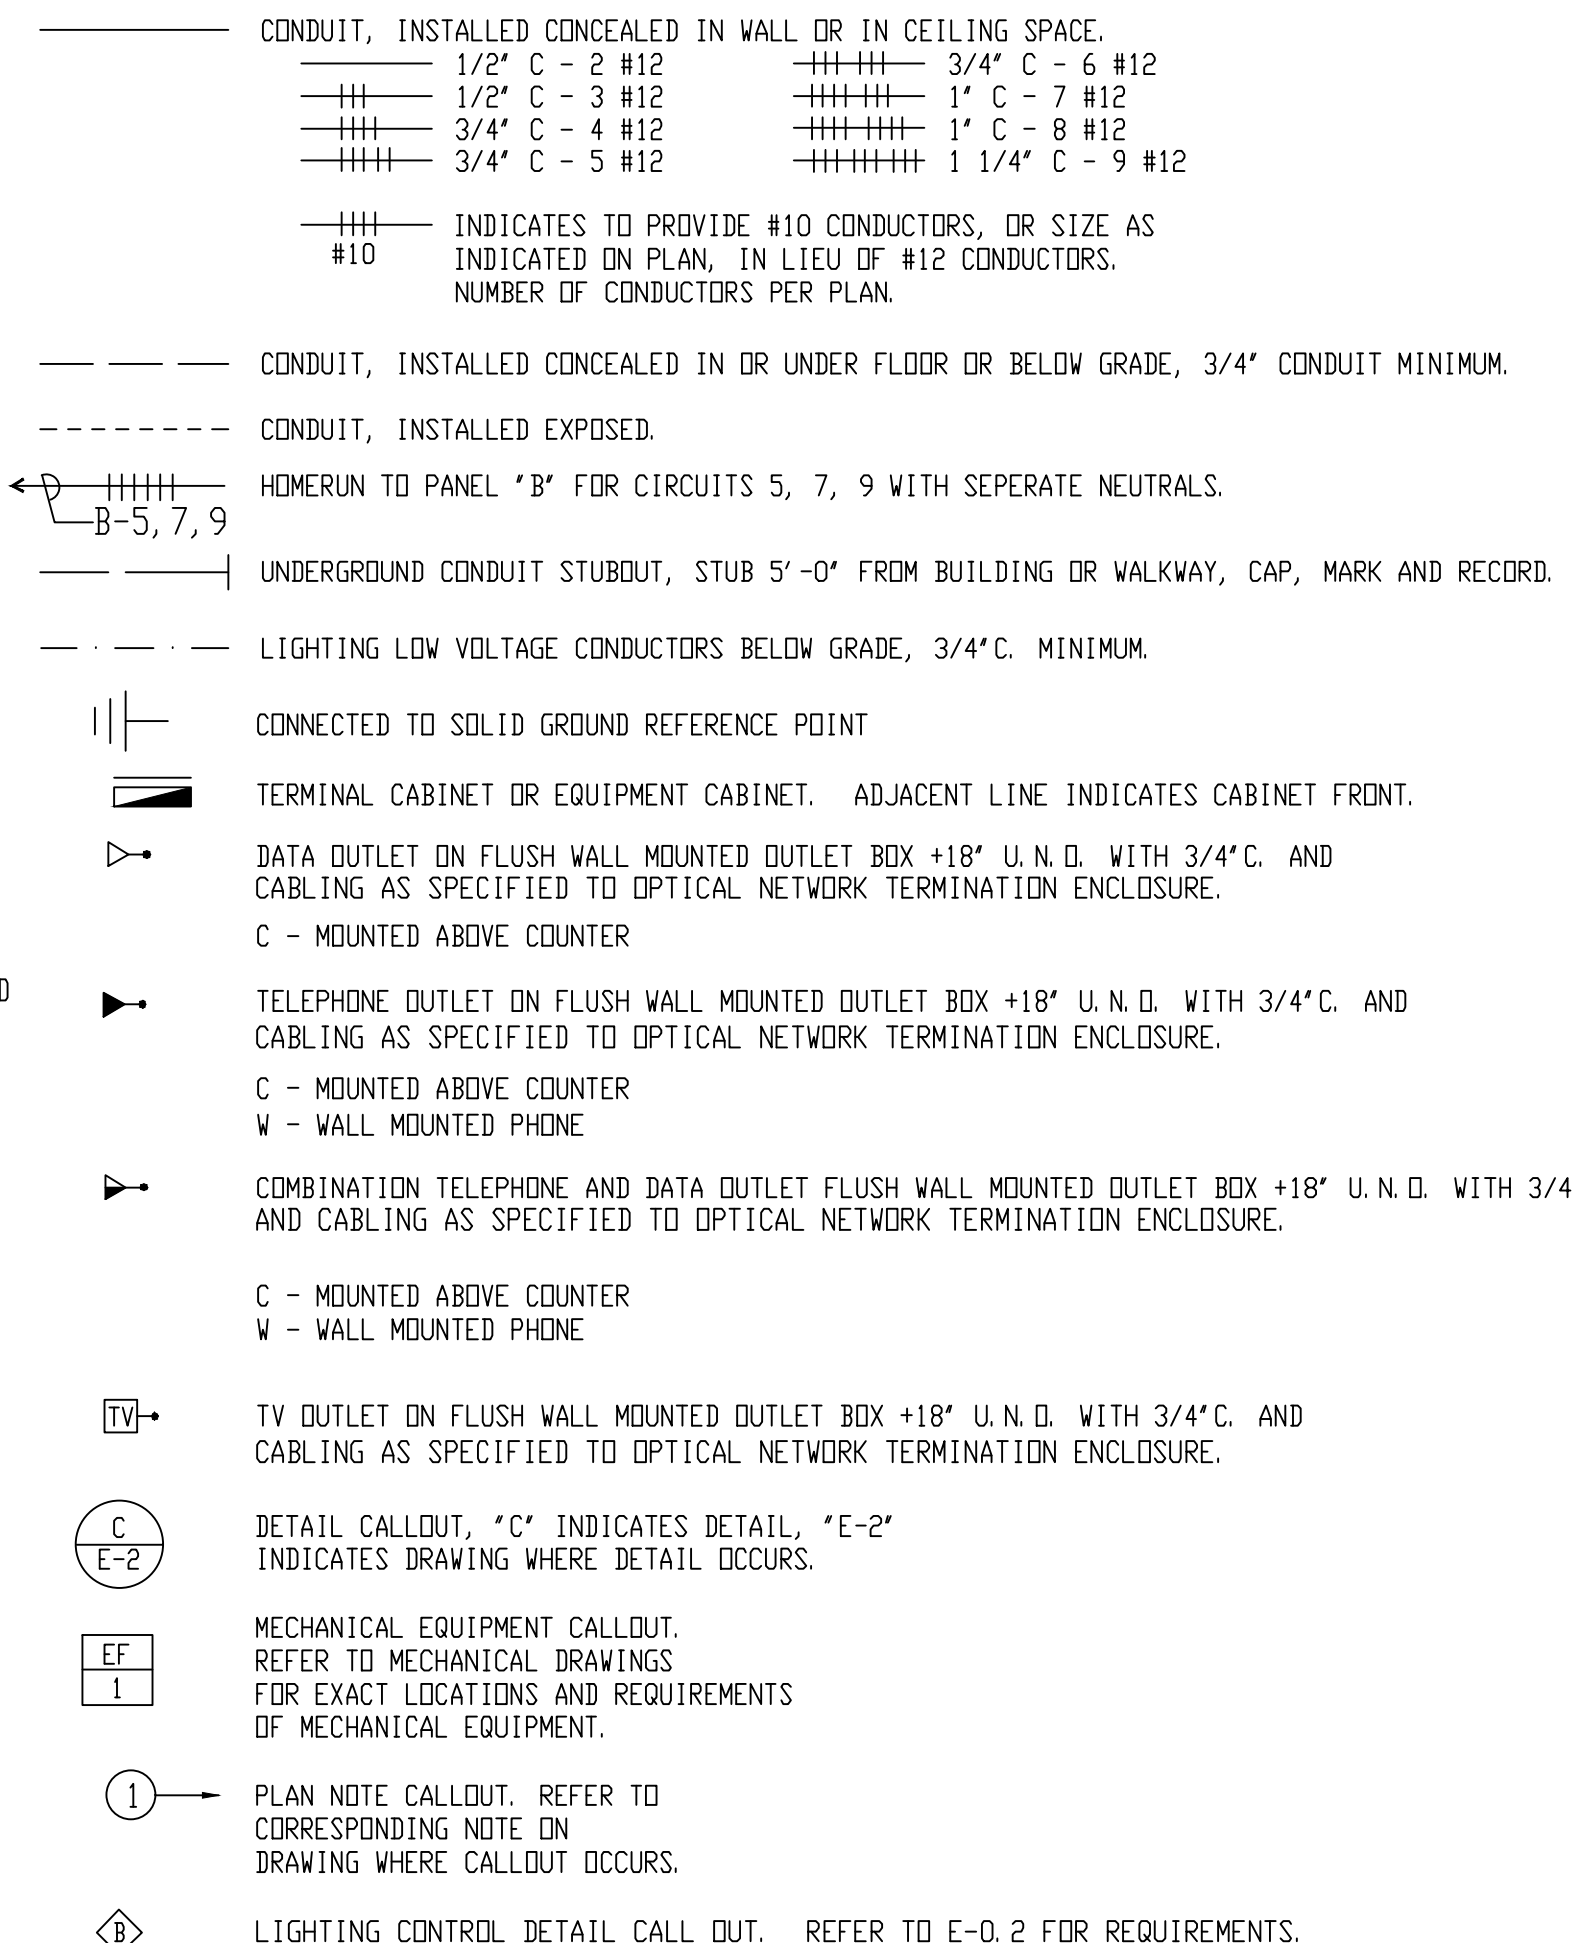 CONDUIT, INSTALLED CONCEALED IN WALL OR IN CEILING SPACE.
1/2" C - 2 #12 3/4" C - 6 #12
1/2" C - 3 #12 1" C - 7 #12
3/4" C - 4 #12 1" C - 8 #12
3/4" C - 5 #12 1 1/4" C - 9 #12
INDICATES TO PROVIDE #10 CONDUCTORS, OR SIZE AS
#10 INDICATED ON PLAN, IN LIEU OF #12 CONDUCTORS.
NUMBER OF CONDUCTORS PER PLAN.
CONDUIT, INSTALLED CONCEALED IN OR UNDER FLOOR OR BELOW GRADE, 3/4" CONDUIT MINIMUM.
CONDUIT, INSTALLED EXPOSED.
HOMERUN TO PANEL "B" FOR CIRCUITS 5, 7, 9 WITH SEPERATE NEUTRALS.
B-5, 7, 9
UNDERGROUND CONDUIT STUBOUT, STUB 5'-0" FROM BUILDING OR WALKWAY, CAP, MARK AND RECORD.
LIGHTING LOW VOLTAGE CONDUCTORS BELOW GRADE, 3/4"C. MINIMUM.
CONNECTED TO SOLID GROUND REFERENCE POINT
TERMINAL CABINET OR EQUIPMENT CABINET. ADJACENT LINE INDICATES CABINET FRONT.
DATA OUTLET ON FLUSH WALL MOUNTED OUTLET BOX +18" U.N.O. WITH 3/4"C. AND
CABLING AS SPECIFIED TO OPTICAL NETWORK TERMINATION ENCLOSURE.
C - MOUNTED ABOVE COUNTER
D
TELEPHONE OUTLET ON FLUSH WALL MOUNTED OUTLET BOX +18" U.N.O. WITH 3/4"C. AND
CABLING AS SPECIFIED TO OPTICAL NETWORK TERMINATION ENCLOSURE.
C - MOUNTED ABOVE COUNTER
W - WALL MOUNTED PHONE
COMBINATION TELEPHONE AND DATA OUTLET FLUSH WALL MOUNTED OUTLET BOX +18" U.N.O. WITH 3/4
AND CABLING AS SPECIFIED TO OPTICAL NETWORK TERMINATION ENCLOSURE.
C - MOUNTED ABOVE COUNTER
W - WALL MOUNTED PHONE
TV TV OUTLET ON FLUSH WALL MOUNTED OUTLET BOX +18" U.N.O. WITH 3/4"C. AND
CABLING AS SPECIFIED TO OPTICAL NETWORK TERMINATION ENCLOSURE.
C DETAIL CALLOUT, "C" INDICATES DETAIL, "E-2"
E-2 INDICATES DRAWING WHERE DETAIL OCCURS.
MECHANICAL EQUIPMENT CALLOUT.
EF REFER TO MECHANICAL DRAWINGS
1 FOR EXACT LOCATIONS AND REQUIREMENTS
OF MECHANICAL EQUIPMENT.
1 PLAN NOTE CALLOUT. REFER TO
CORRESPONDING NOTE ON
DRAWING WHERE CALLOUT OCCURS.
B LIGHTING CONTROL DETAIL CALL OUT. REFER TO E-0.2 FOR REQUIREMENTS.